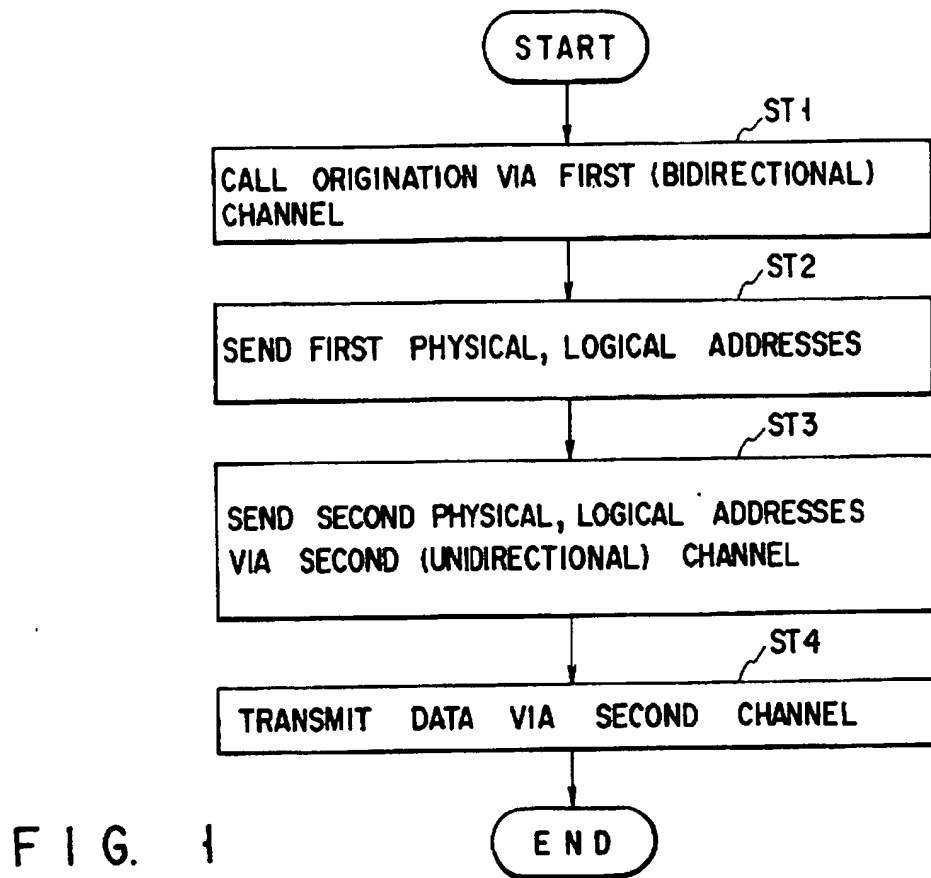 START
ST1
CALL ORIGINATION VIA FIRST (BIDIRECTIONAL)
CHANNEL
ST2
SEND FIRST PHYSICAL, LOGICAL ADDRESSES
ST3
SEND SECOND PHYSICAL, LOGICAL ADDRESSES
VIA SECOND (UNIDIRECTIONAL) CHANNEL
ST4
TRANSMIT DATA VIA SECOND CHANNEL
END
FIG. 1